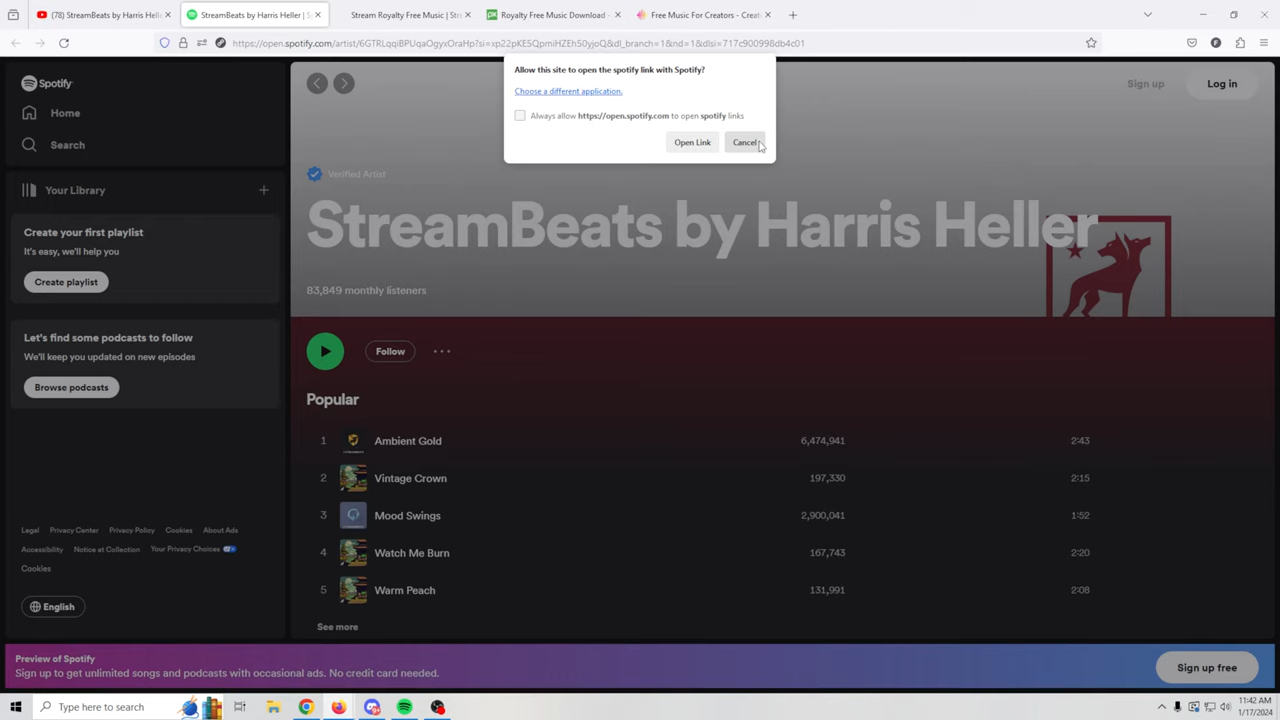 (78) StreamBeats by Harris Helle
StreamBeats by Harris Heller | S
Stream Royalty Free Music | Str
Royalty Free Music Download -
Free Music For Creators - Creat
https://open.spotify.com/artist/6GTRLqqiBPUqaOgyxOraHp?si=xp22pKE5QpmiHZEh50yjoQ&dl_branch=1&nd=1&dlsi=717c900998db4c01
Allow this site to open the spotify link with Spotify?
Choose a different application.
Always allow https://open.spotify.com to open spotify links
Open Link
Cancel
Spotify
Home
Search
Your Library
Create your first playlist
It's easy, we'll help you
Create playlist
Let's find some podcasts to follow
We'll keep you updated on new episodes
Browse podcasts
Legal Privacy Center Privacy Policy Cookies About Ads
Accessibility Notice at Collection Your Privacy Choices
Cookies
English
Sign up
Log in
Verified Artist
StreamBeats by Harris Heller
83,849 monthly listeners
Follow
Popular
1 Ambient Gold 6,474,941 2:43
2 Vintage Crown 197,330 2:15
3 Mood Swings 2,900,041 1:52
4 Watch Me Burn 167,743 2:20
5 Warm Peach 131,991 2:08
See more
Preview of Spotify
Sign up to get unlimited songs and podcasts with occasional ads. No credit card needed.
Sign up free
Type here to search
11:42 AM
1/17/2024